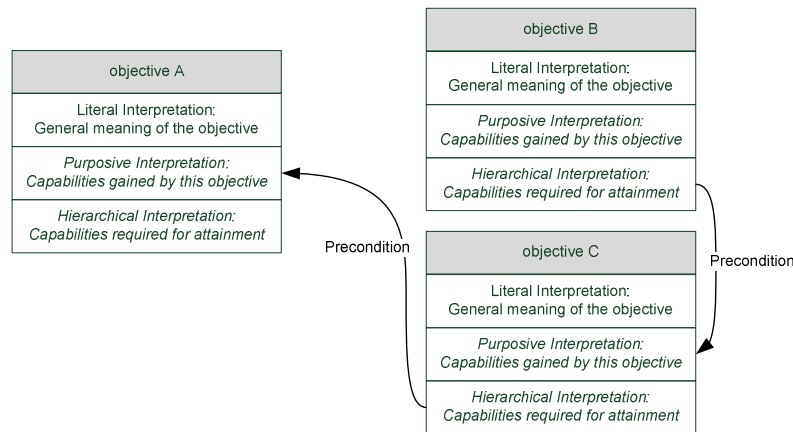 objective A
Literal Interpretation:
General meaning of the objective
Purposive Interpretation:
Capabilities gained by this objective
Hierarchical Interpretation:
Capabilities required for attainment
Precondition
objective B
Literal Interpretation:
General meaning of the objective
Purposive Interpretation:
Capabilities gained by this objective
Hierarchical Interpretation:
Capabilities required for attainment
Precondition
objective C
Literal Interpretation:
General meaning of the objective
Purposive Interpretation:
Capabilities gained by this objective
Hierarchical Interpretation:
Capabilities required for attainment